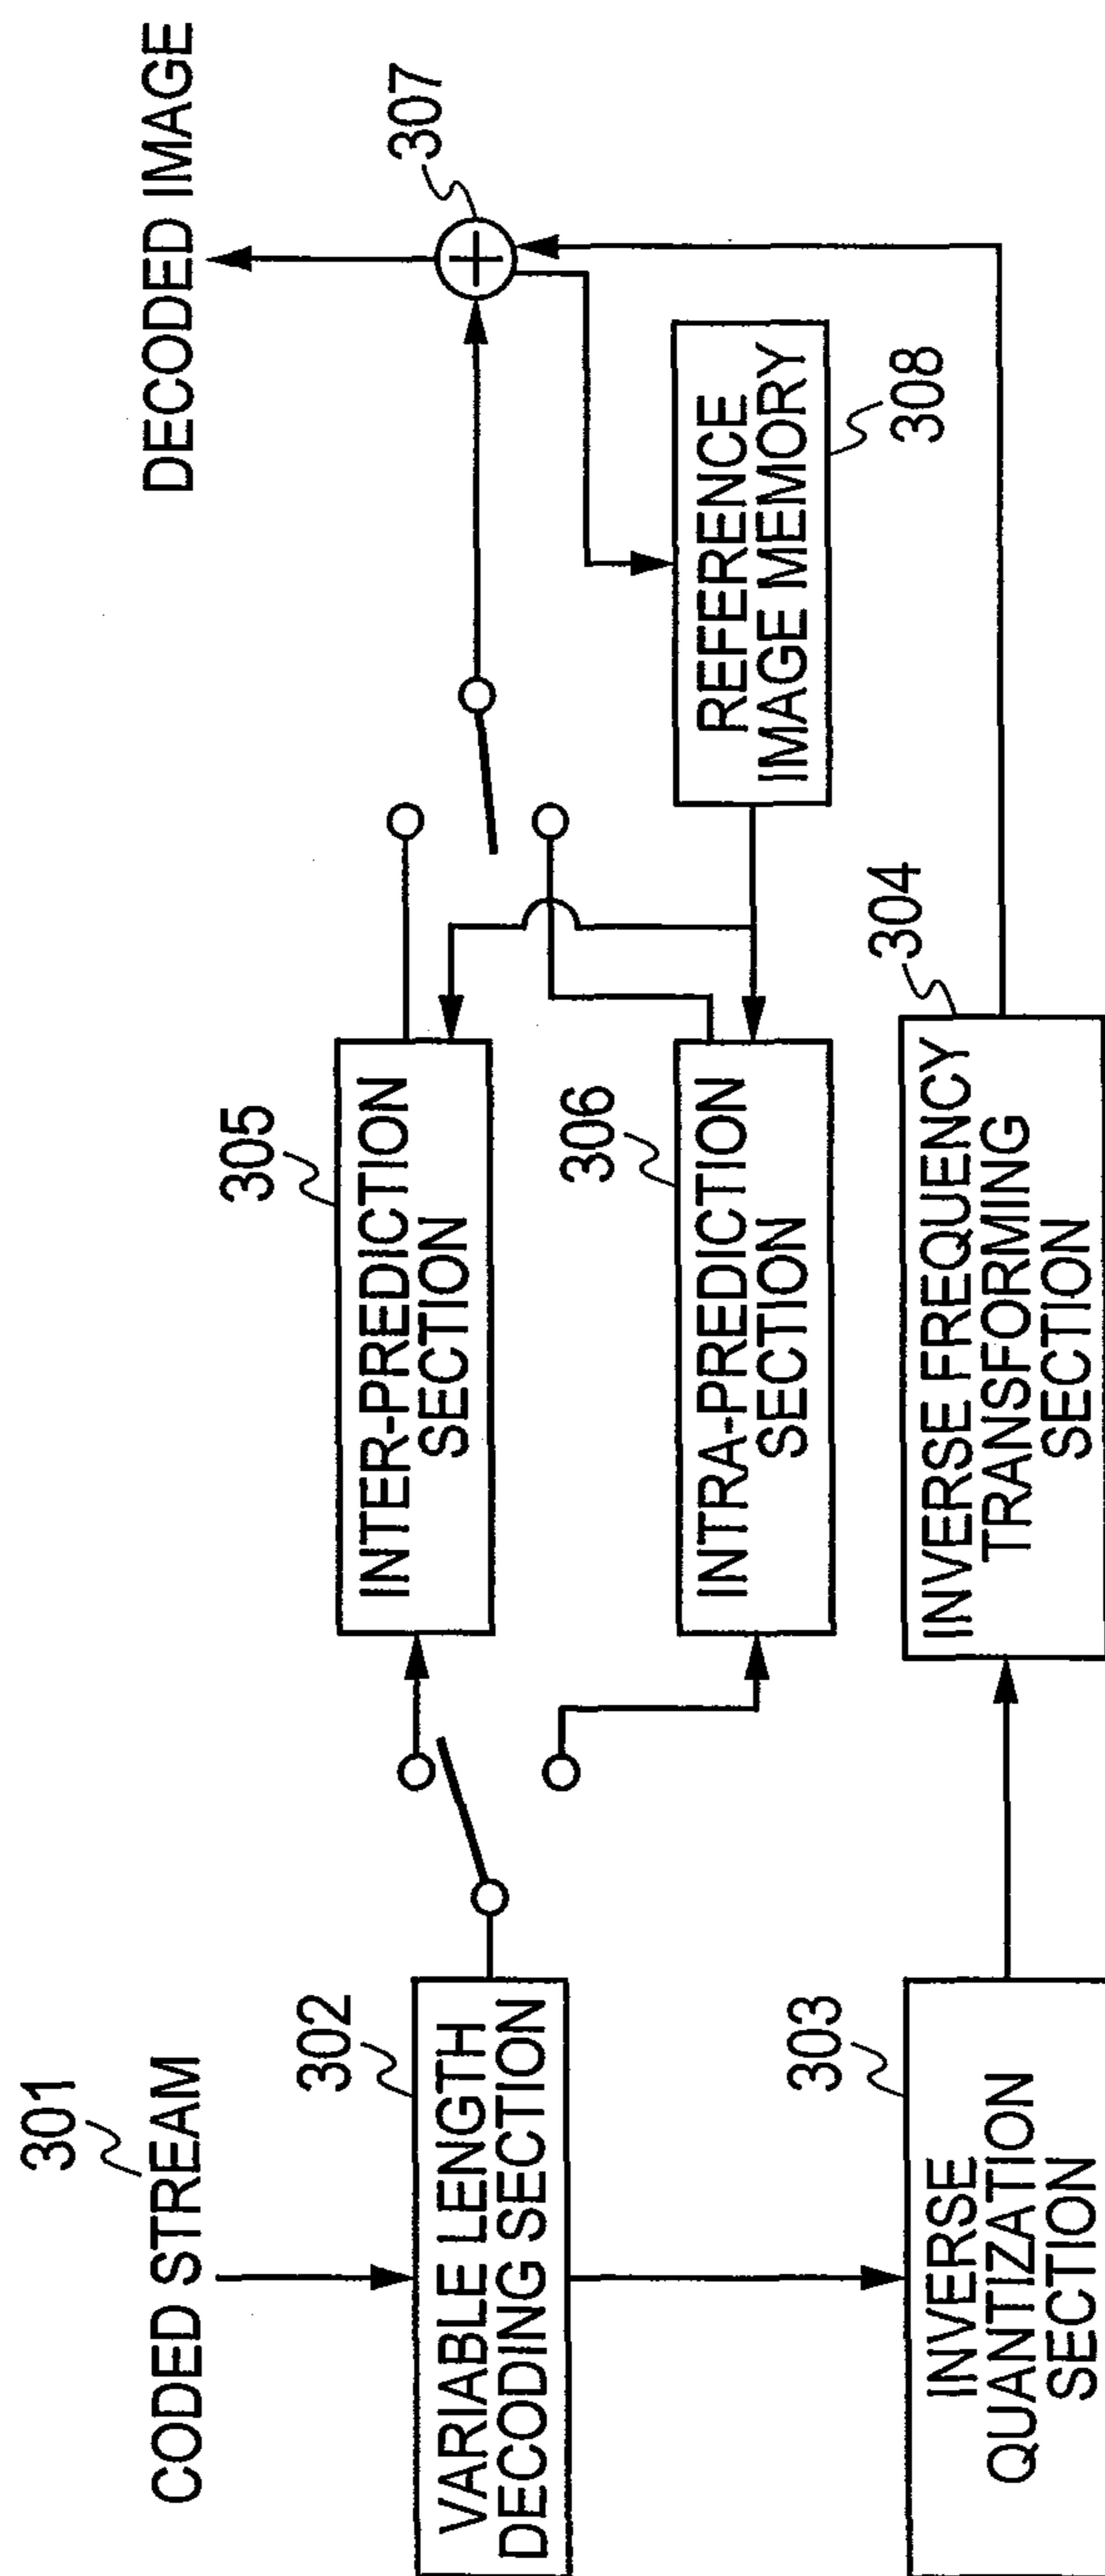 301
CODED STREAM
302
VARIABLE LENGTH
DECODING SECTION
303
INVERSE
QUANTIZATION
SECTION
305
INTER-PREDICTION
SECTION
306
INTRA-PREDICTION
SECTION
304
INVERSE FREQUENCY
TRANSFORMING
SECTION
DECODED IMAGE
307
REFERENCE
IMAGE MEMORY
308